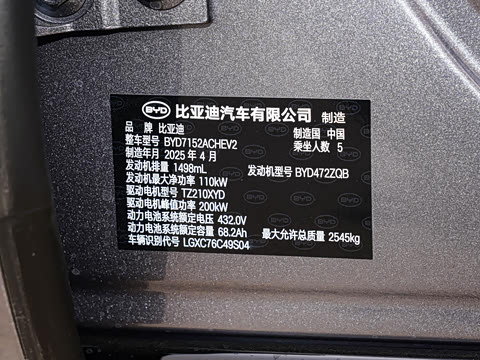 BYD 比亚迪汽车有限公司 制造
品 牌 比亚迪 制造国 中国
整车型号 BYD7152ACHEV2 乘坐人数 5
制造年月 2025 年 4 月
发动机排量 1498mL 发动机型号 BYD472ZQB
发动机最大净功率 110kW
驱动电机型号 TZ210XYD
驱动电机峰值功率 200kW
动力电池系统额定电压 432.0V
动力电池系统额定容量 68.2Ah 最大允许总质量 2545kg
车辆识别代号 LGXC76C49S04